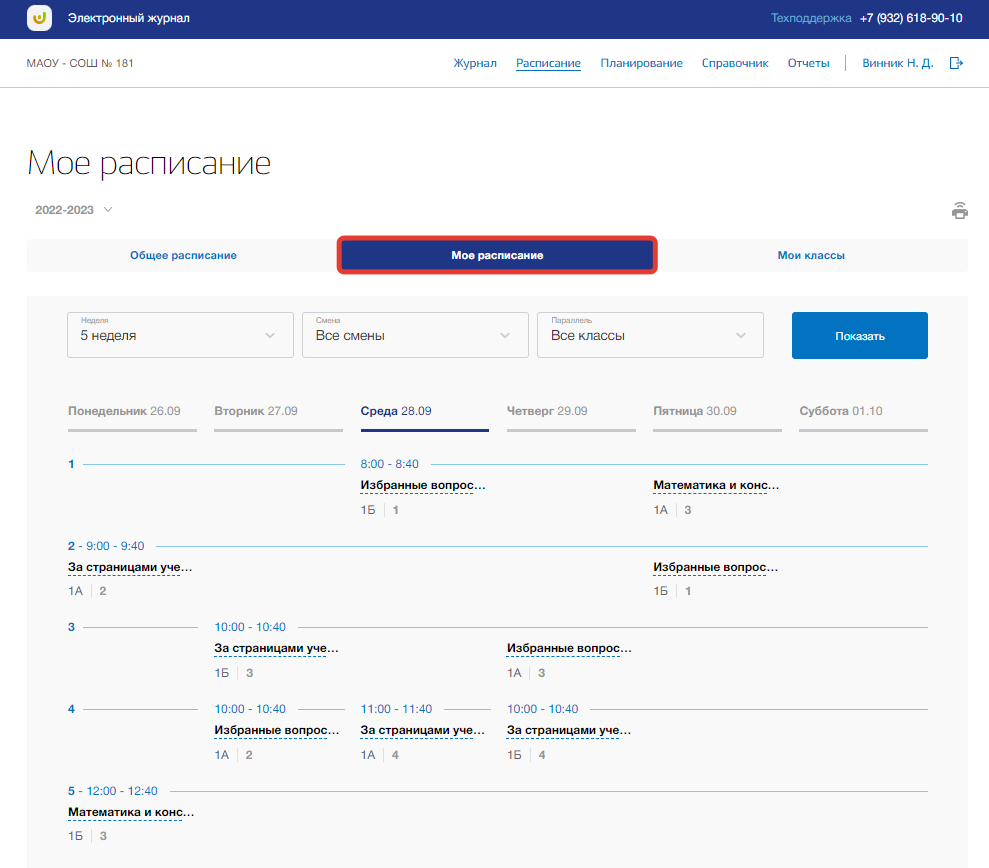 Электронный журнал
Техподдержка +7 (932) 618-90-10
МАОУ - СОШ № 181
Журнал Расписание Планирование Справочник Отчеты Винник Н. Д.
Мое расписание
2022-2023
Общее расписание Мое расписание Мои классы
Неделя Смена Параллель
5 неделя Все смены Все классы Показать
Понедельник 26.09 Вторник 27.09 Среда 28.09 Четверг 29.09 Пятница 30.09 Суббота 01.10
1 8:00 - 8:40
Избранные вопрос... Математика и конс...
1Б 1 1А 3
2 - 9:00 - 9:40
За страницами уче... Избранные вопрос...
1А 2 1Б 1
3 10:00 - 10:40
За страницами уче... Избранные вопрос...
1Б 3 1А 3
4 10:00 - 10:40 11:00 - 11:40 10:00 - 10:40
Избранные вопрос... За страницами уче... За страницами уче...
1А 2 1А 4 1Б 4
5 - 12:00 - 12:40
Математика и конс...
1Б 3